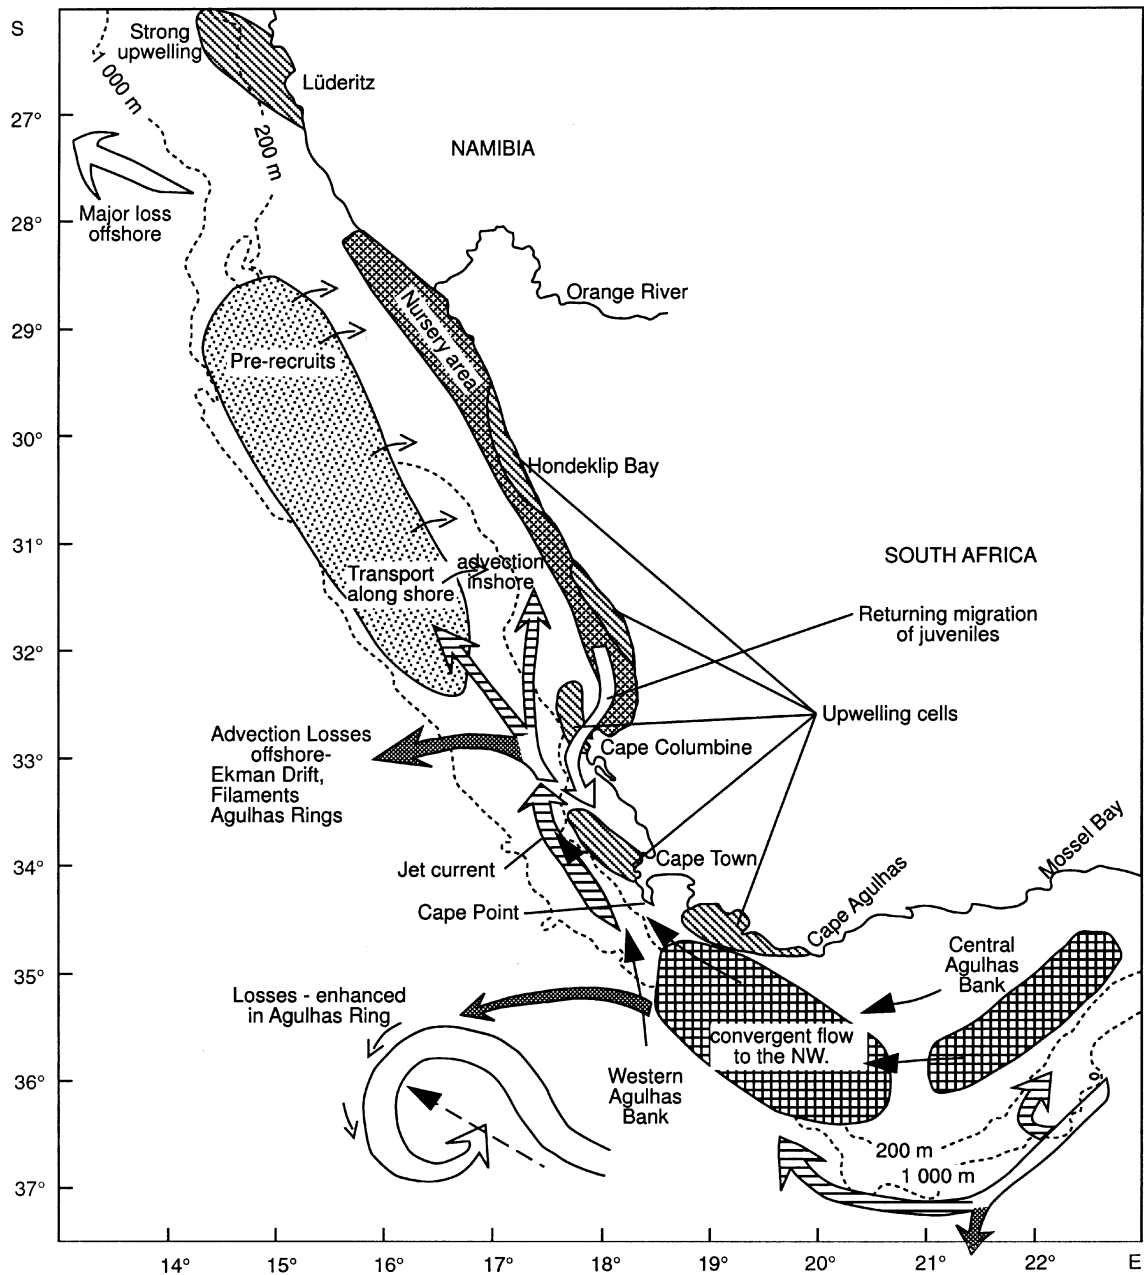 S
Strong
upwelling
1 000 m
Lüderitz
27°
200 m
NAMIBIA
Major loss
offshore
28°
Orange River
29°
Nursery area
Pre-recruits
30°
Hondeklip Bay
31°
SOUTH AFRICA
advection
inshore
Transport
along shore
Returning migration
of juveniles
32°
Upwelling cells
Advection Losses
offshore-
Ekman Drift,
Filaments
Agulhas Rings
Cape Columbine
33°
Mossel Bay
34°
Jet current
Cape Town
Cape Agulhas
Cape Point
Central
Agulhas
Bank
35°
Losses - enhanced
in Agulhas Ring
convergent flow
to the NW.
36°
Western
Agulhas
Bank
200 m
1 000 m
37°
14°
15°
16°
17°
18°
19°
20°
21°
22°
E